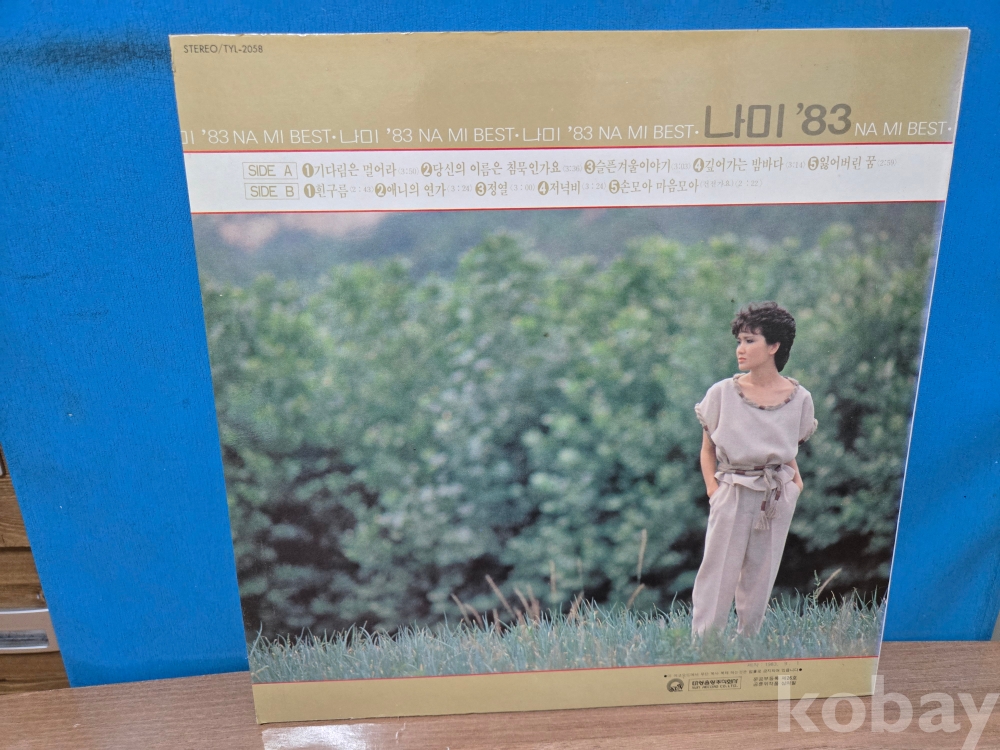 STEREO/TYL-2058
미 '83 NA MI BEST • 나미 '83 NA MI BEST • 나미 '83 NA MI BEST • 나미 '83 NA MI BEST •
SIDE A ❶기다림은 멀어라 ❷당신의 이름은 침묵인가요 ❸슬픈겨울이야기 ❹깊어가는 밤바다 ❺잃어버린 꿈
SIDE B ❶흰구름 ❷애니의 연가 (3:24) ❸정열 ❹저녁비 ❺손모아 마음모아
kobay